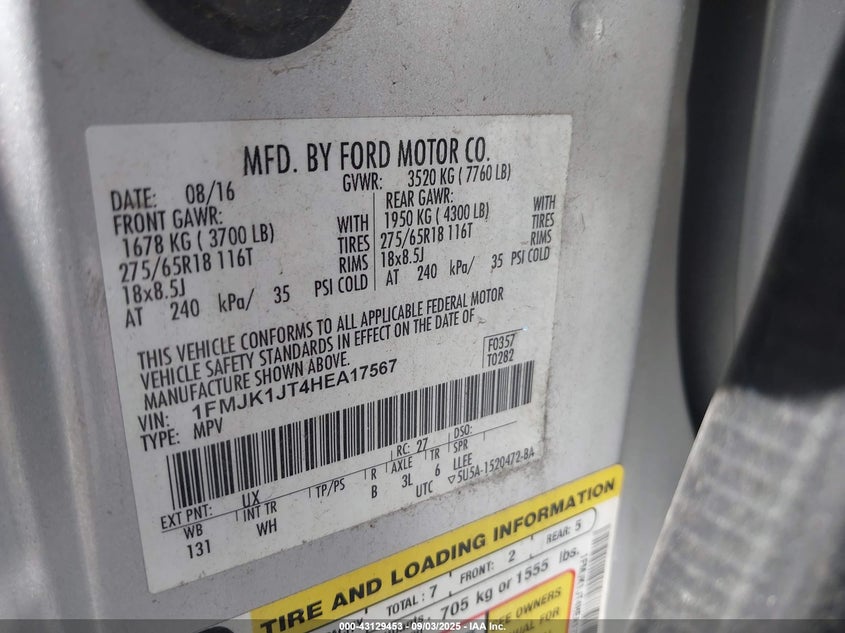 MFD. BY FORD MOTOR CO.
DATE: 08/16 GVWR: 3520 KG ( 7760 LB)
FRONT GAWR: REAR GAWR:
1678 KG ( 3700 LB) WITH 1950 KG ( 4300 LB) WITH
275/65R18 116T TIRES 275/65R18 116T TIRES
18x8.5J RIMS 18x8.5J RIMS
AT 240 kPa/ 35 PSI COLD AT 240 kPa/ 35 PSI COLD
THIS VEHICLE CONFORMS TO ALL APPLICABLE FEDERAL MOTOR
VEHICLE SAFETY STANDARDS IN EFFECT ON THE DATE OF
MANUFACTURE SHOWN ABOVE.
F0357
T0282
VIN: 1FMJK1JT4HEA17567
TYPE: MPV
EXT PNT: UX RC: 27 DSO:
WB INT TR TP/PS R AXLE TR SPR
131 WH B 3L 6 LLEE
UTC ▽5U5A-1520472-BA
TIRE AND LOADING INFORMATION
TOTAL: 7 FRONT: 2 REAR: 5
705 kg or 1555 lbs.
OWNERS
FOR
000-43129453 - 09/03/2025 - IAA Inc.